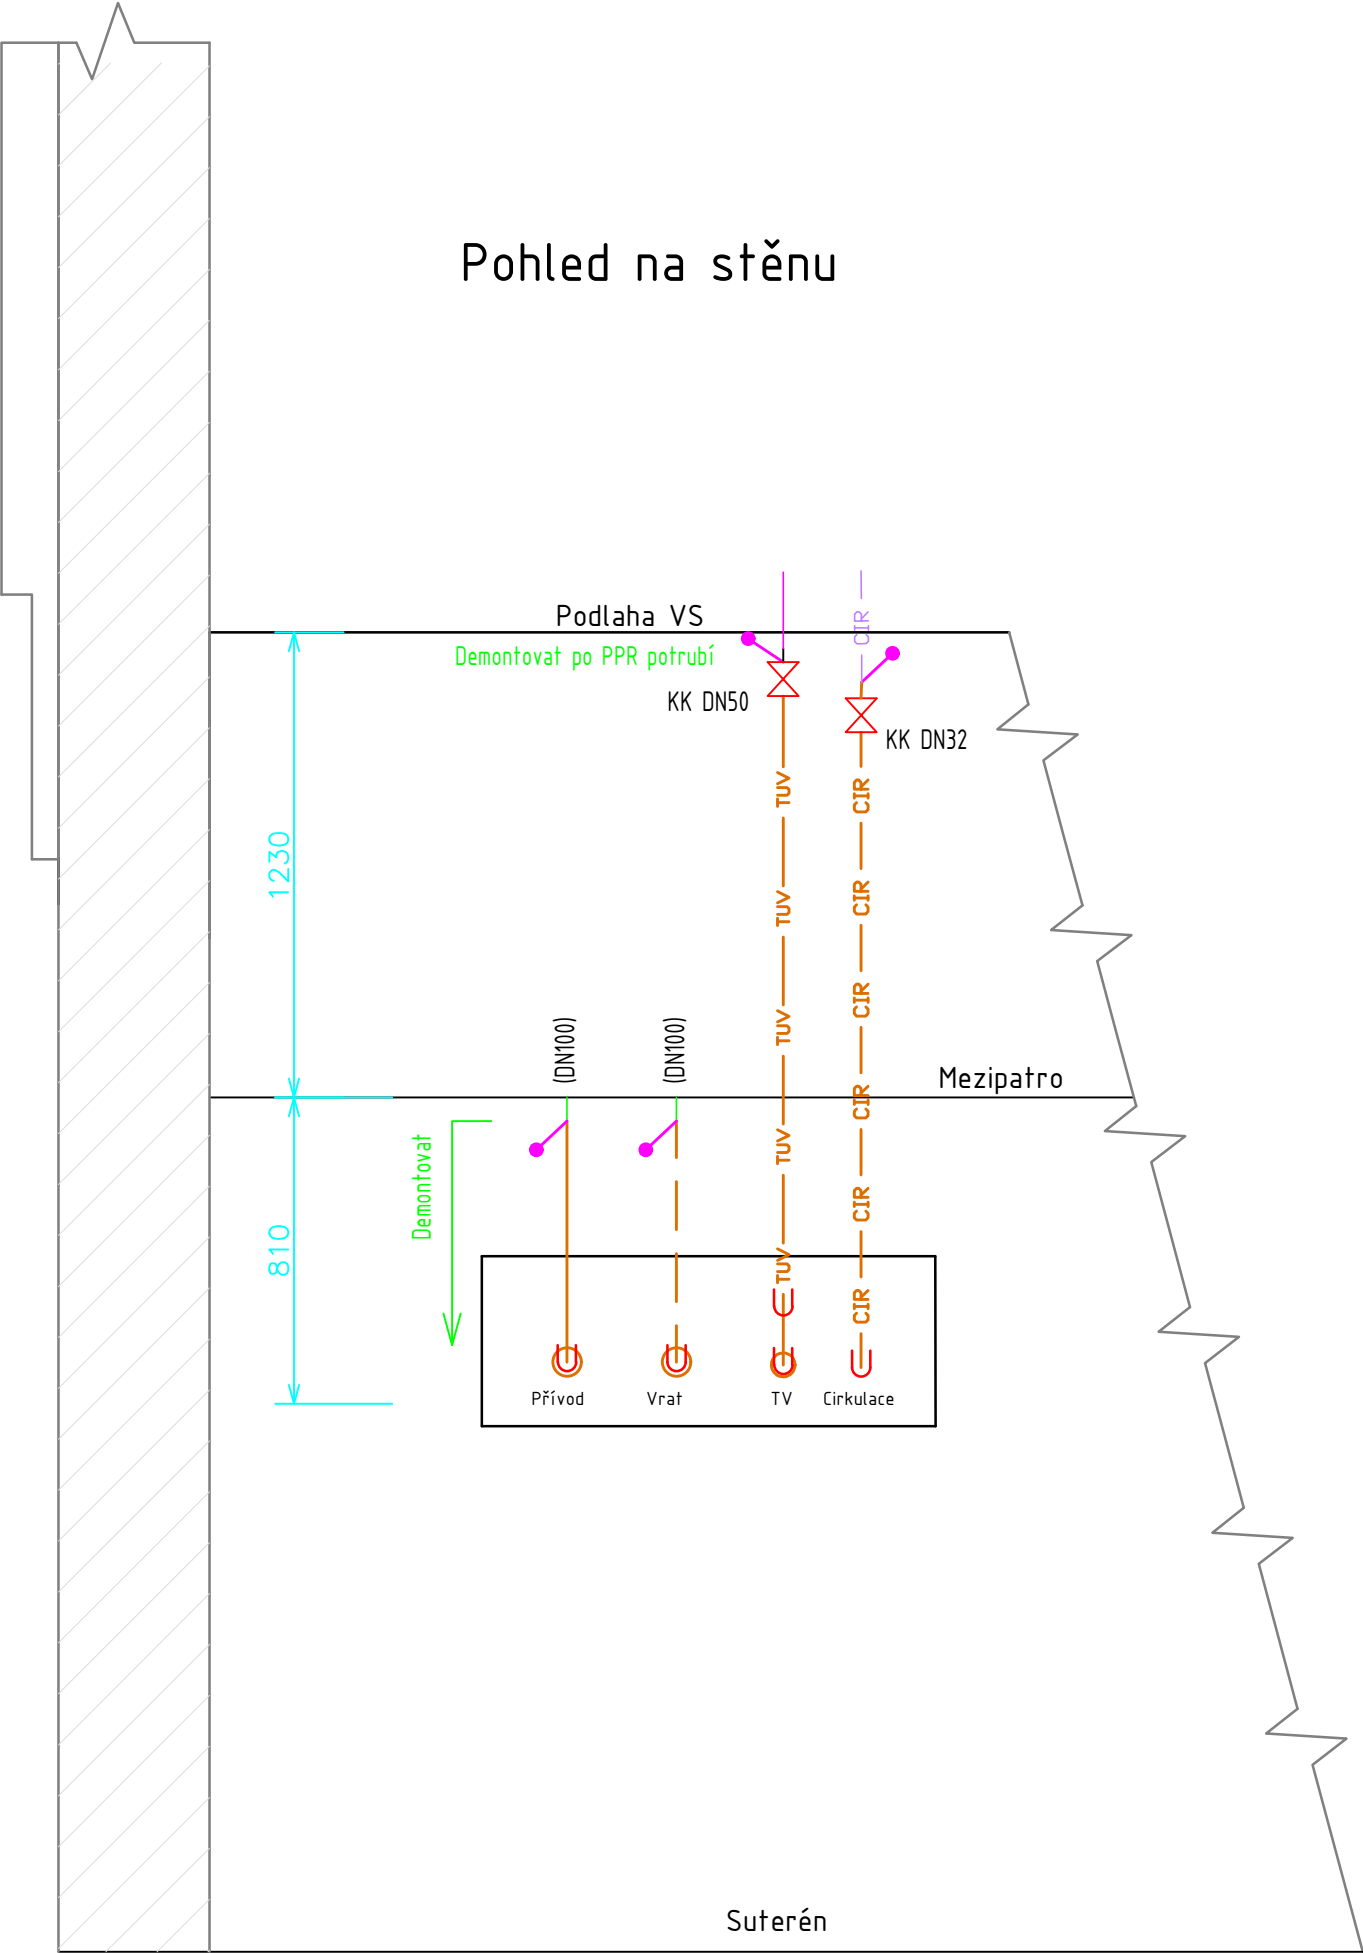 Pohled na stěnu
Podlaha VS
CIR
Demontovat po PPR potrubí
KK DN50
KK DN32
TUV
CIR
1230
TUV
CIR
TUV
CIR
(DN100)
(DN100)
Mezipatro
CIR
Demontovat
TUV
CIR
810
TUV
CIR
Přívod
Vrat
TV
Cirkulace
Suterén